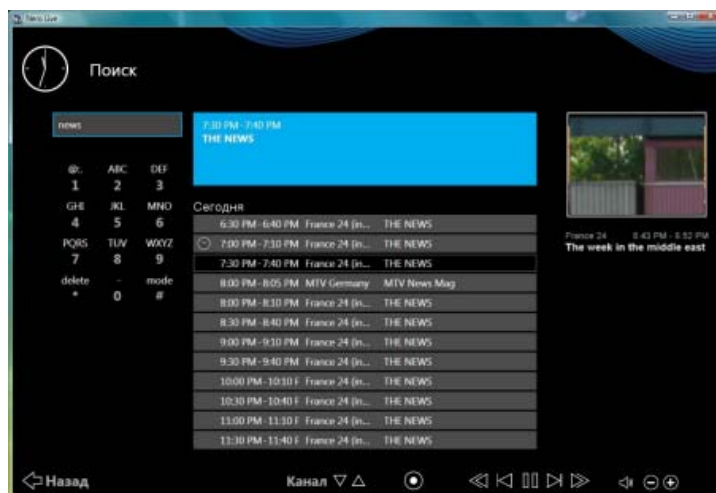 Nero Live
Поиск
news
7:30 PM-7:40 PM
THE NEWS
@:. ABC DEF
1 2 3
GHI JKL MNO
4 5 6
PQRS TUV WXYZ
7 8 9
delete - mode
* 0 #
Сегодня
6:30 PM-6:40 PM France 24 (in... THE NEWS
7:00 PM-7:10 PM France 24 (in... THE NEWS
7:30 PM-7:40 PM France 24 (in... THE NEWS
8:00 PM-8:05 PM MTV Germany MTV News Mag
8:00 PM-8:10 PM France 24 (in... THE NEWS
8:30 PM-8:40 PM France 24 (in... THE NEWS
9:00 PM-9:10 PM France 24 (in... THE NEWS
9:30 PM-9:40 PM France 24 (in... THE NEWS
10:00 PM-10:10 F France 24 (in... THE NEWS
10:30 PM-10:40 F France 24 (in... THE NEWS
11:00 PM-11:10 F France 24 (in... THE NEWS
11:30 PM-11:40 F France 24 (in... THE NEWS
France 24 8:43 PM - 8:52 PM
The week in the middle east
Назад
Канал